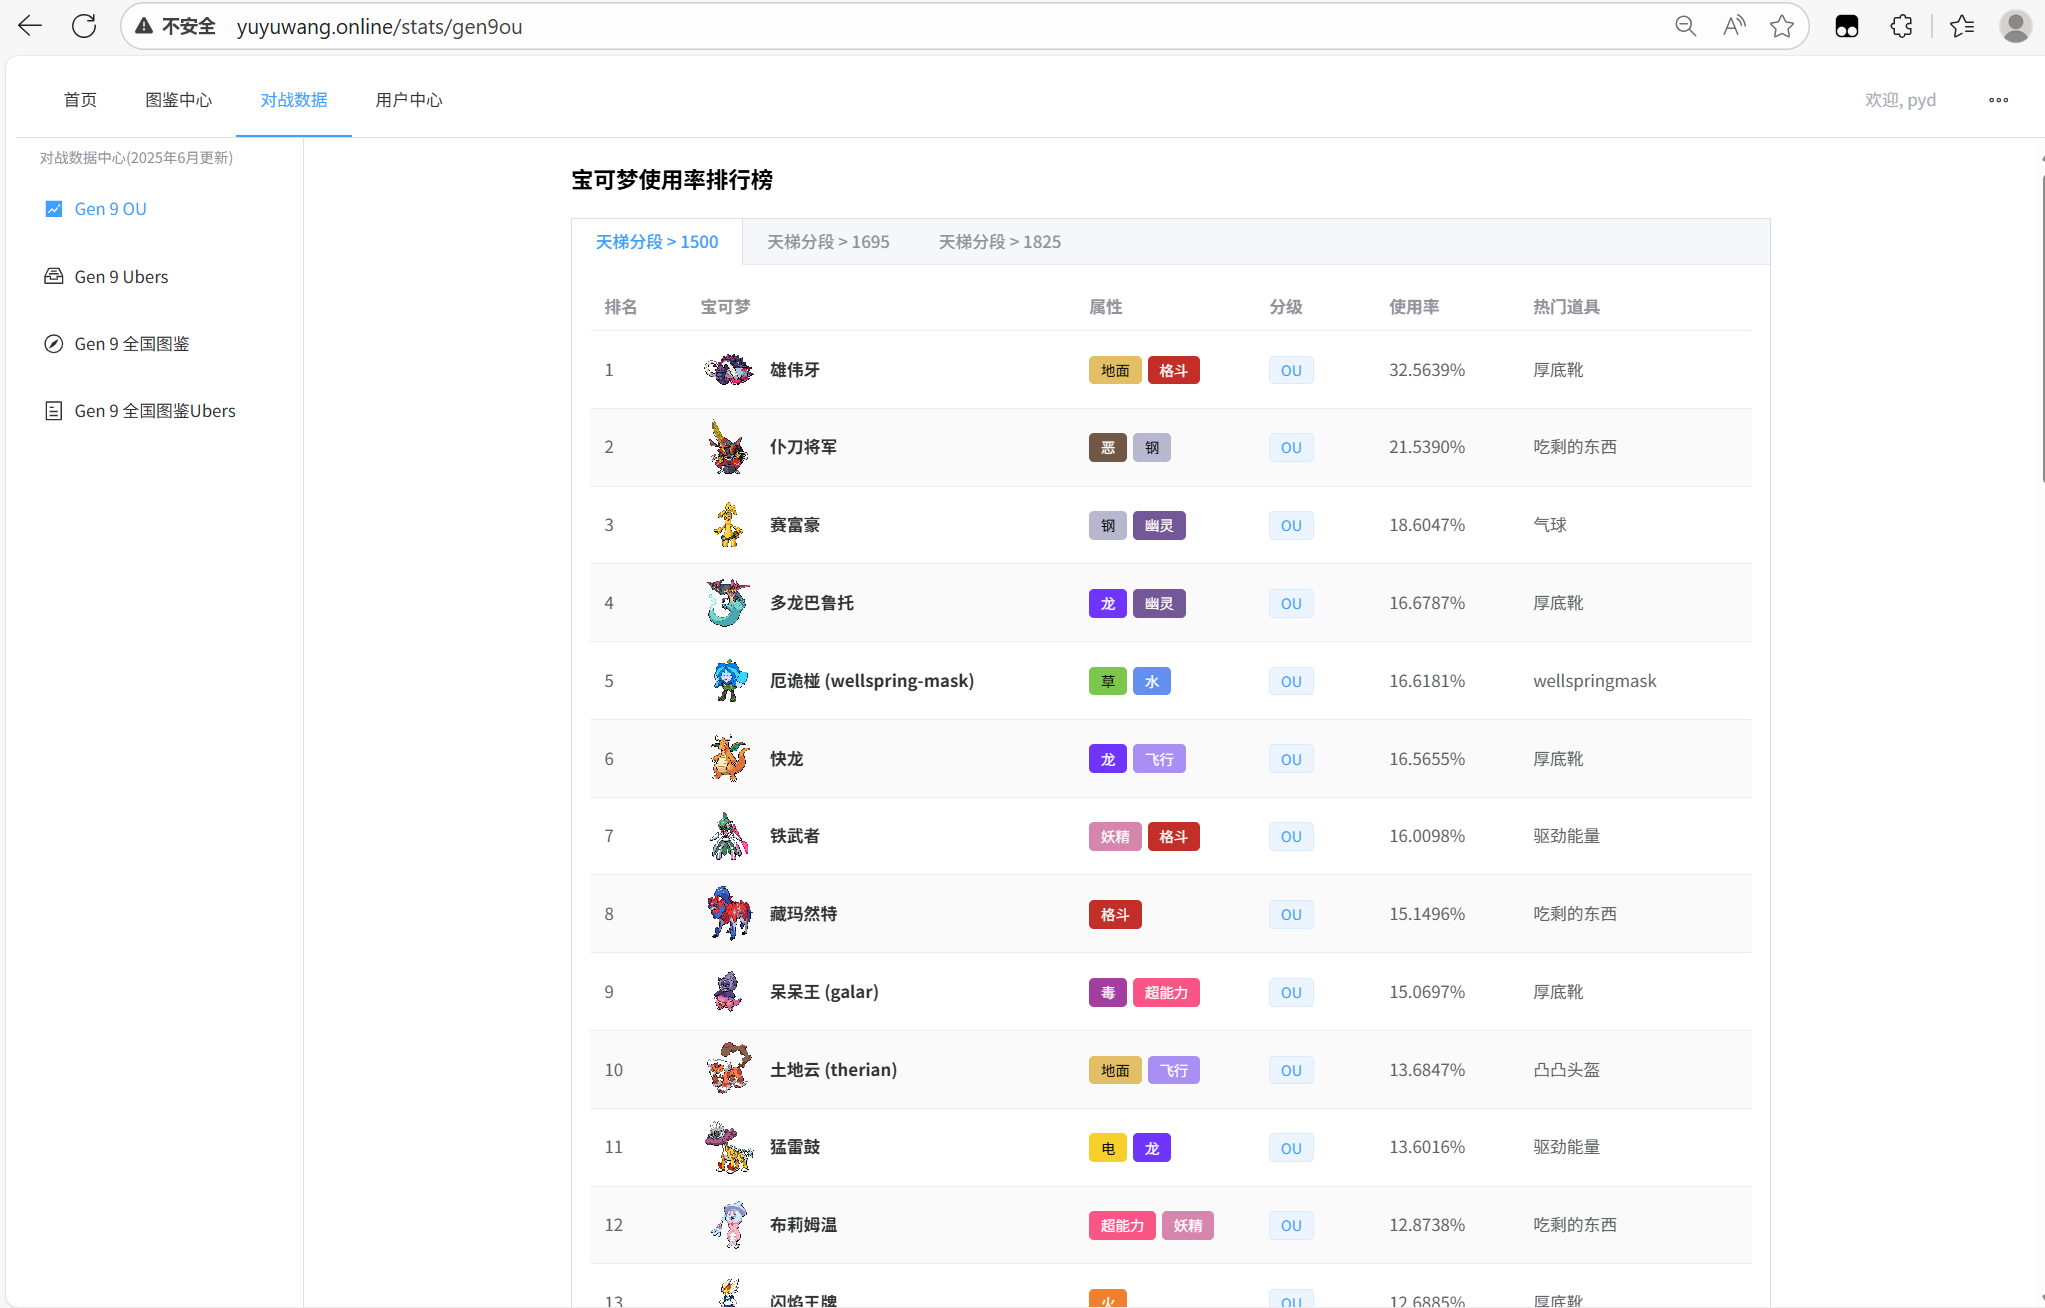 不安全 yuyuwang.online/stats/gen9ou
首页 图鉴中心 对战数据 用户中心 欢迎, pyd
对战数据中心(2025年6月更新)
Gen 9 OU
Gen 9 Ubers
Gen 9 全国图鉴
Gen 9 全国图鉴Ubers
宝可梦使用率排行榜
天梯分段 > 1500 天梯分段 > 1695 天梯分段 > 1825
排名 宝可梦 属性 分级 使用率 热门道具
1 雄伟牙 地面 格斗 OU 32.5639% 厚底靴
2 仆刀将军 恶 钢 OU 21.5390% 吃剩的东西
3 赛富豪 钢 幽灵 OU 18.6047% 气球
4 多龙巴鲁托 龙 幽灵 OU 16.6787% 厚底靴
5 厄诡椪 (wellspring-mask) 草 水 OU 16.6181% wellspringmask
6 快龙 龙 飞行 OU 16.5655% 厚底靴
7 铁武者 妖精 格斗 OU 16.0098% 驱劲能量
8 藏玛然特 格斗 OU 15.1496% 吃剩的东西
9 呆呆王 (galar) 毒 超能力 OU 15.0697% 厚底靴
10 土地云 (therian) 地面 飞行 OU 13.6847% 凸凸头盔
11 猛雷鼓 电 龙 OU 13.6016% 驱劲能量
12 布莉姆温 超能力 妖精 OU 12.8738% 吃剩的东西
13 闪焰王牌 火 OU 12.6885% 厚底靴